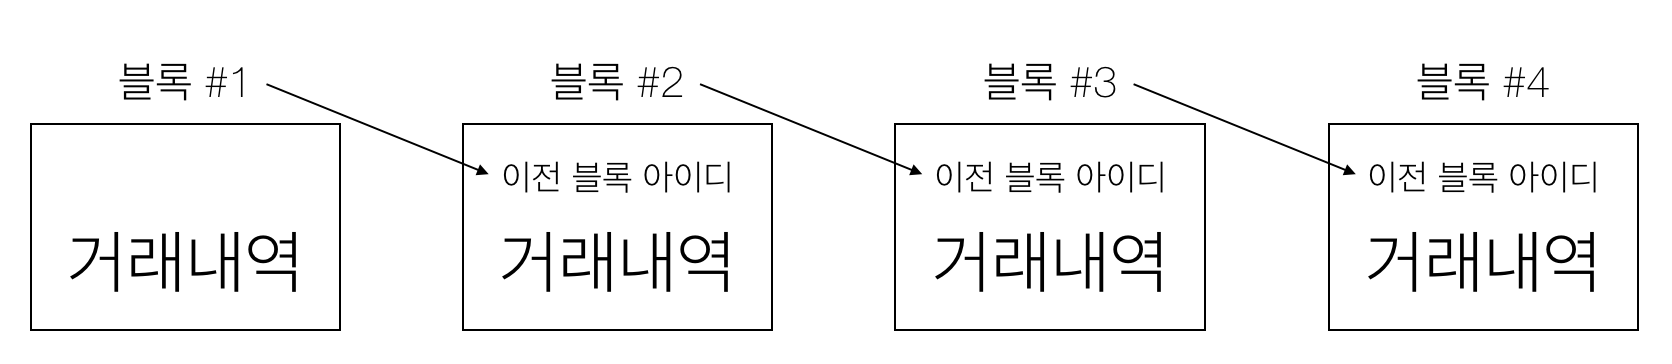 블록 #1
블록 #2
블록 #3
블록 #4
이전 블록 아이디
이전 블록 아이디
이전 블록 아이디
거래내역
거래내역
거래내역
거래내역